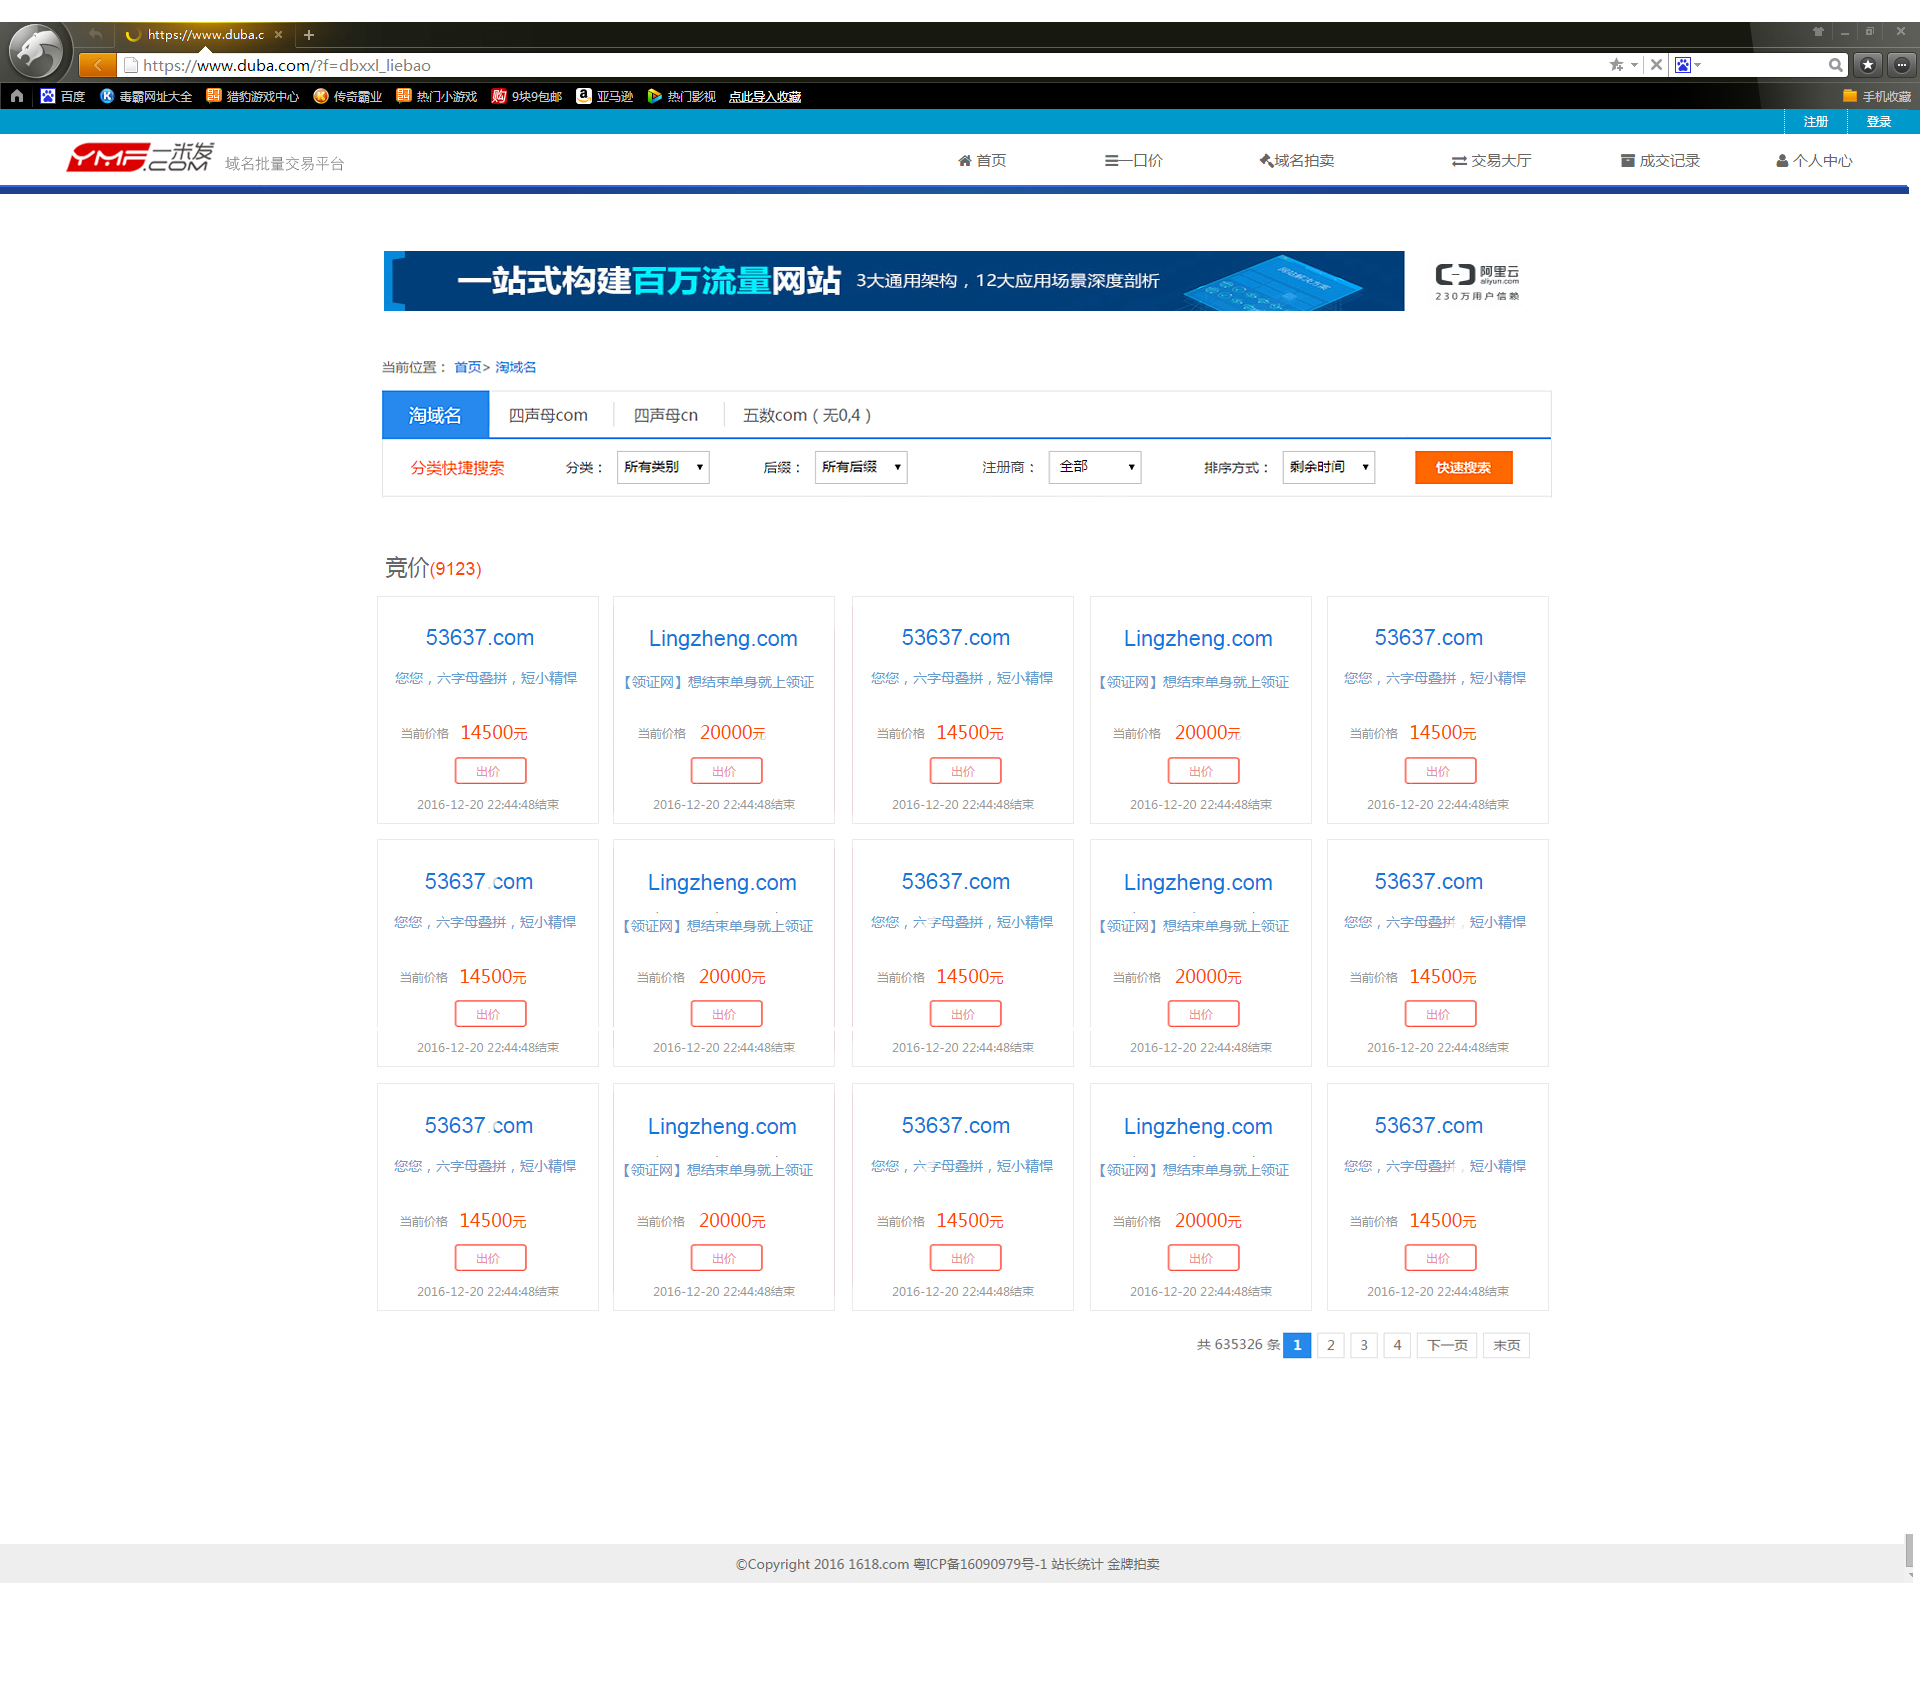 https://www.duba.c
https://www.duba.com/?f=dbxxl_liebao
百度 毒霸网址大全 猎豹游戏中心 传奇霸业 热门小游戏 9块9包邮 亚马逊 热门影视 点此导入收藏 手机收藏
注册 登录
YMF一米发.COM 域名批量交易平台 首页 一口价 域名拍卖 交易大厅 成交记录 个人中心
一站式构建百万流量网站 3大通用架构，12大应用场景深度剖析 阿里云
aliyun.com
230万用户信赖
当前位置： 首页> 淘域名
淘域名 四声母com 四声母cn 五数com（无0,4）
分类快捷搜索 分类： 所有类别 后缀： 所有后缀 注册商： 全部 排序方式： 剩余时间 快速搜索
竞价(9123)
53637.com Lingzheng.com 53637.com Lingzheng.com 53637.com
您您，六字母叠拼，短小精悍 【领证网】想结束单身就上领证 您您，六字母叠拼，短小精悍 【领证网】想结束单身就上领证 您您，六字母叠拼，短小精悍
当前价格 14500元 当前价格 20000元 当前价格 14500元 当前价格 20000元 当前价格 14500元
出价 出价 出价 出价 出价
2016-12-20 22:44:48结束 2016-12-20 22:44:48结束 2016-12-20 22:44:48结束 2016-12-20 22:44:48结束 2016-12-20 22:44:48结束
53637.com Lingzheng.com 53637.com Lingzheng.com 53637.com
您您，六字母叠拼，短小精悍 【领证网】想结束单身就上领证 您您，六字母叠拼，短小精悍 【领证网】想结束单身就上领证 您您，六字母叠拼，短小精悍
当前价格 14500元 当前价格 20000元 当前价格 14500元 当前价格 20000元 当前价格 14500元
出价 出价 出价 出价 出价
2016-12-20 22:44:48结束 2016-12-20 22:44:48结束 2016-12-20 22:44:48结束 2016-12-20 22:44:48结束 2016-12-20 22:44:48结束
53637.com Lingzheng.com 53637.com Lingzheng.com 53637.com
您您，六字母叠拼，短小精悍 【领证网】想结束单身就上领证 您您，六字母叠拼，短小精悍 【领证网】想结束单身就上领证 您您，六字母叠拼，短小精悍
当前价格 14500元 当前价格 20000元 当前价格 14500元 当前价格 20000元 当前价格 14500元
出价 出价 出价 出价 出价
2016-12-20 22:44:48结束 2016-12-20 22:44:48结束 2016-12-20 22:44:48结束 2016-12-20 22:44:48结束 2016-12-20 22:44:48结束
共 635326 条 1 2 3 4 下一页 末页
©Copyright 2016 1618.com 粤ICP备16090979号-1 站长统计 金牌拍卖